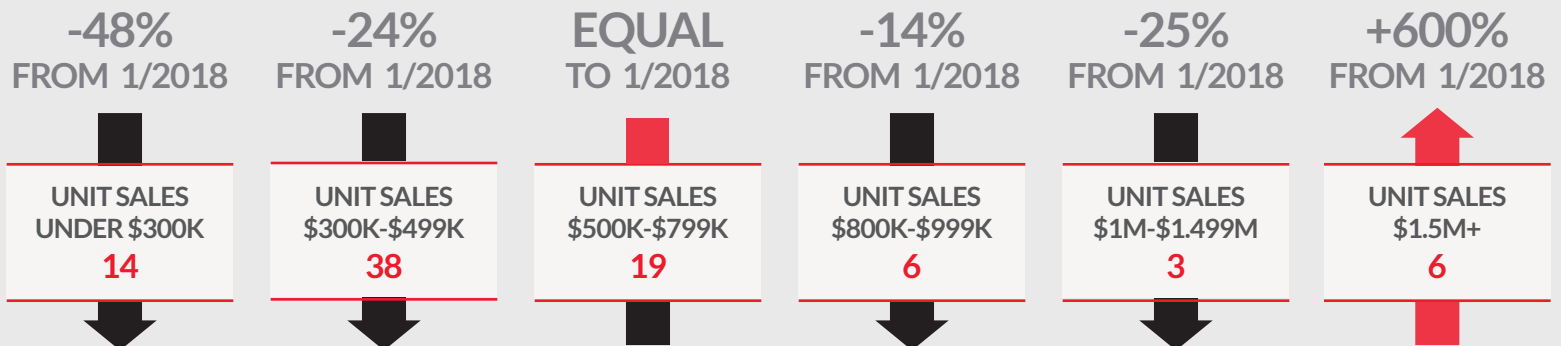 -48%
FROM 1/2018
UNIT SALES
UNDER $300K
14
-24%
FROM 1/2018
UNIT SALES
$300K-$499K
38
EQUAL
TO 1/2018
UNIT SALES
$500K-$799K
19
-14%
FROM 1/2018
UNIT SALES
$800K-$999K
6
-25%
FROM 1/2018
UNIT SALES
$1M-$1.499M
3
+600%
FROM 1/2018
UNIT SALES
$1.5M+
6